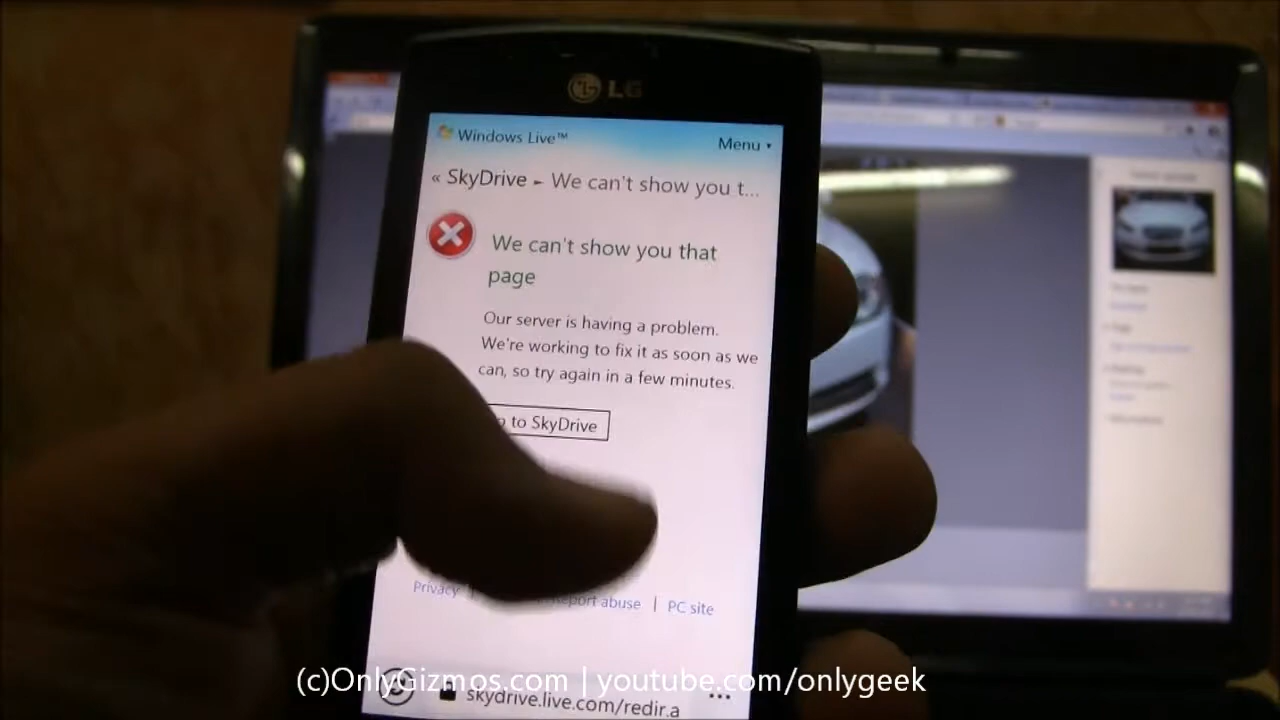 LG
Windows Live™
Menu
« SkyDrive ► We can't show you t...
We can't show you that
page
Our server is having a problem.
We're working to fix it as soon as we
can, so try again in a few minutes.
to SkyDrive
Privacy
Report abuse | PC site
skydrive.live.com/redir.a
(c)OnlyGizmos.com | youtube.com/onlygeek